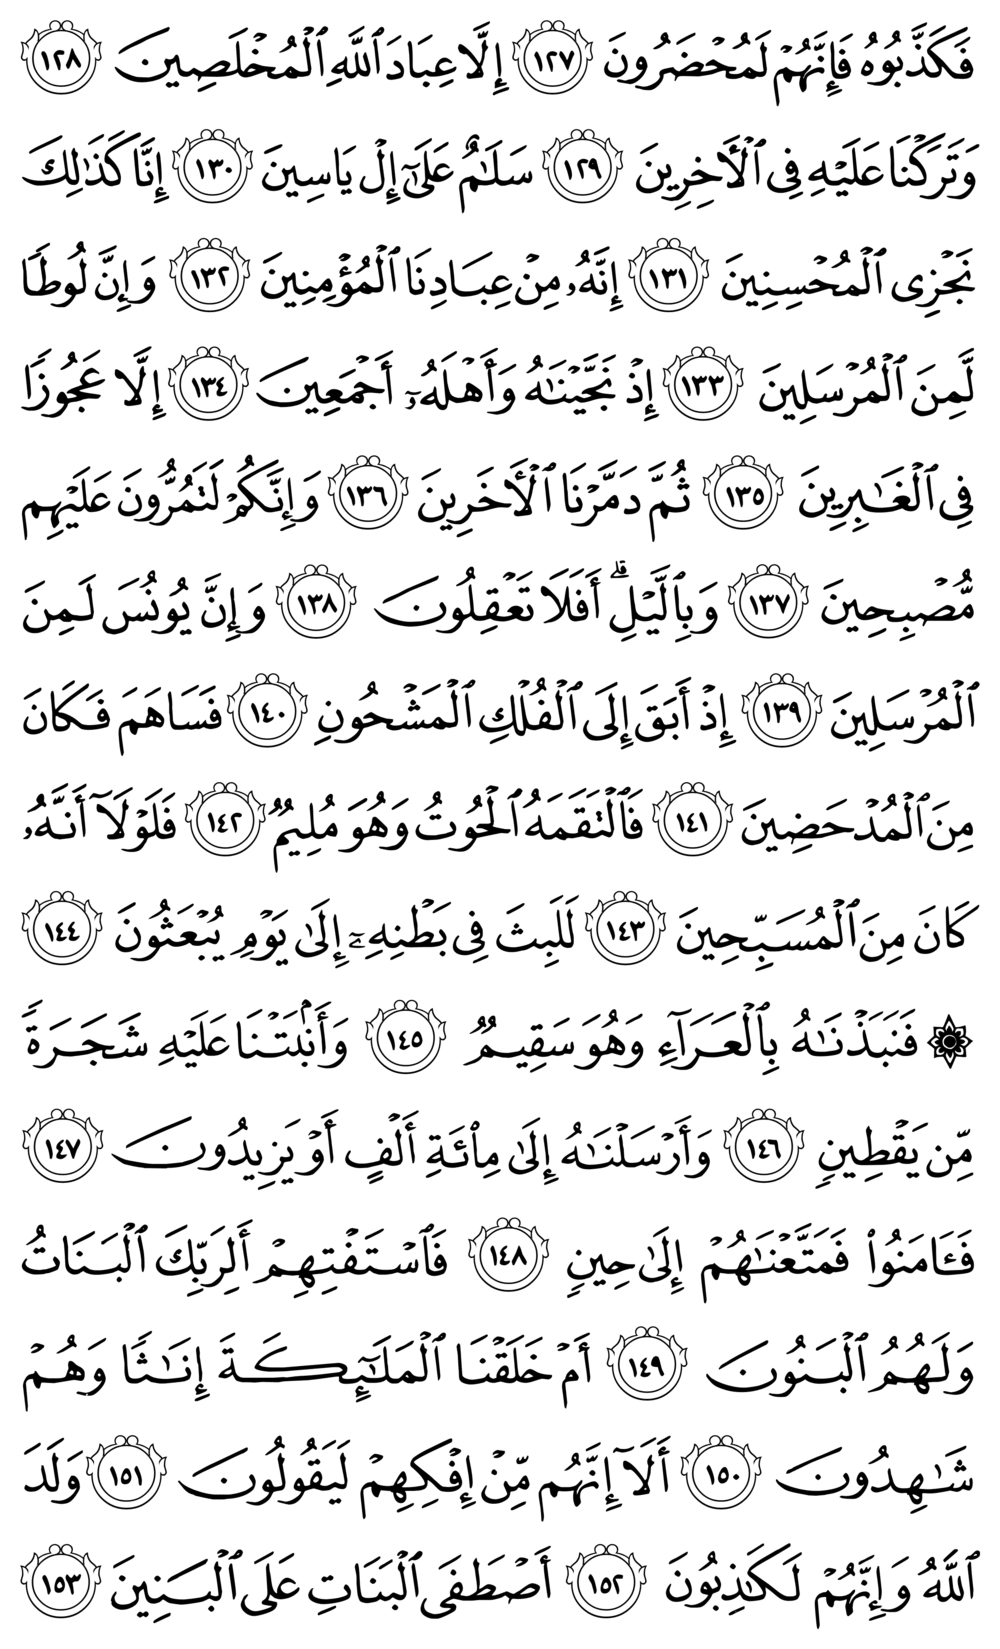 فَكَذَّبُوهُ فَإِنَّهُمۡ لَمُحۡضَرُونَ ١٢٧ إِلَّا عِبَادَ ٱللَّهِ ٱلۡمُخۡلَصِينَ ١٢٨
وَتَرَكۡنَا عَلَيۡهِ فِي ٱلۡأٓخِرِينَ ١٢٩ سَلَٰمٌ عَلَىٰٓ إِلۡ يَاسِينَ ١٣٠ إِنَّا كَذَٰلِكَ
نَجۡزِي ٱلۡمُحۡسِنِينَ ١٣١ إِنَّهُۥ مِنۡ عِبَادِنَا ٱلۡمُؤۡمِنِينَ ١٣٢ وَإِنَّ لُوطٗا
لَّمِنَ ٱلۡمُرۡسَلِينَ ١٣٣ إِذۡ نَجَّيۡنَٰهُ وَأَهۡلَهُۥٓ أَجۡمَعِينَ ١٣٤ إِلَّا عَجُوزٗا
فِي ٱلۡغَٰبِرِينَ ١٣٥ ثُمَّ دَمَّرۡنَا ٱلۡأٓخَرِينَ ١٣٦ وَإِنَّكُمۡ لَتَمُرُّونَ عَلَيۡهِم
مُّصۡبِحِينَ ١٣٧ وَبِٱلَّيۡلِۚ أَفَلَا تَعۡقِلُونَ ١٣٨ وَإِنَّ يُونُسَ لَمِنَ
ٱلۡمُرۡسَلِينَ ١٣٩ إِذۡ أَبَقَ إِلَى ٱلۡفُلۡكِ ٱلۡمَشۡحُونِ ١٤٠ فَسَاهَمَ فَكَانَ
مِنَ ٱلۡمُدۡحَضِينَ ١٤١ فَٱلۡتَقَمَهُ ٱلۡحُوتُ وَهُوَ مُلِيمٞ ١٤٢ فَلَوۡلَآ أَنَّهُۥ
كَانَ مِنَ ٱلۡمُسَبِّحِينَ ١٤٣ لَلَبِثَ فِي بَطۡنِهِۦٓ إِلَىٰ يَوۡمِ يُبۡعَثُونَ ١٤٤
۞ فَنَبَذۡنَٰهُ بِٱلۡعَرَآءِ وَهُوَ سَقِيمٞ ١٤٥ وَأَنۢبَتۡنَا عَلَيۡهِ شَجَرَةٗ
مِّن يَقۡطِينٖ ١٤٦ وَأَرۡسَلۡنَٰهُ إِلَىٰ مِاْئَةِ أَلۡفٍ أَوۡ يَزِيدُونَ ١٤٧
فَـَٔامَنُواْ فَمَتَّعۡنَٰهُمۡ إِلَىٰ حِينٖ ١٤٨ فَٱسۡتَفۡتِهِمۡ أَلِرَبِّكَ ٱلۡبَنَاتُ
وَلَهُمُ ٱلۡبَنُونَ ١٤٩ أَمۡ خَلَقۡنَا ٱلۡمَلَٰٓئِكَةَ إِنَٰثٗا وَهُمۡ
شَٰهِدُونَ ١٥٠ أَلَآ إِنَّهُم مِّنۡ إِفۡكِهِمۡ لَيَقُولُونَ ١٥١ وَلَدَ
ٱللَّهُ وَإِنَّهُمۡ لَكَٰذِبُونَ ١٥٢ أَصۡطَفَى ٱلۡبَنَاتِ عَلَى ٱلۡبَنِينَ ١٥٣